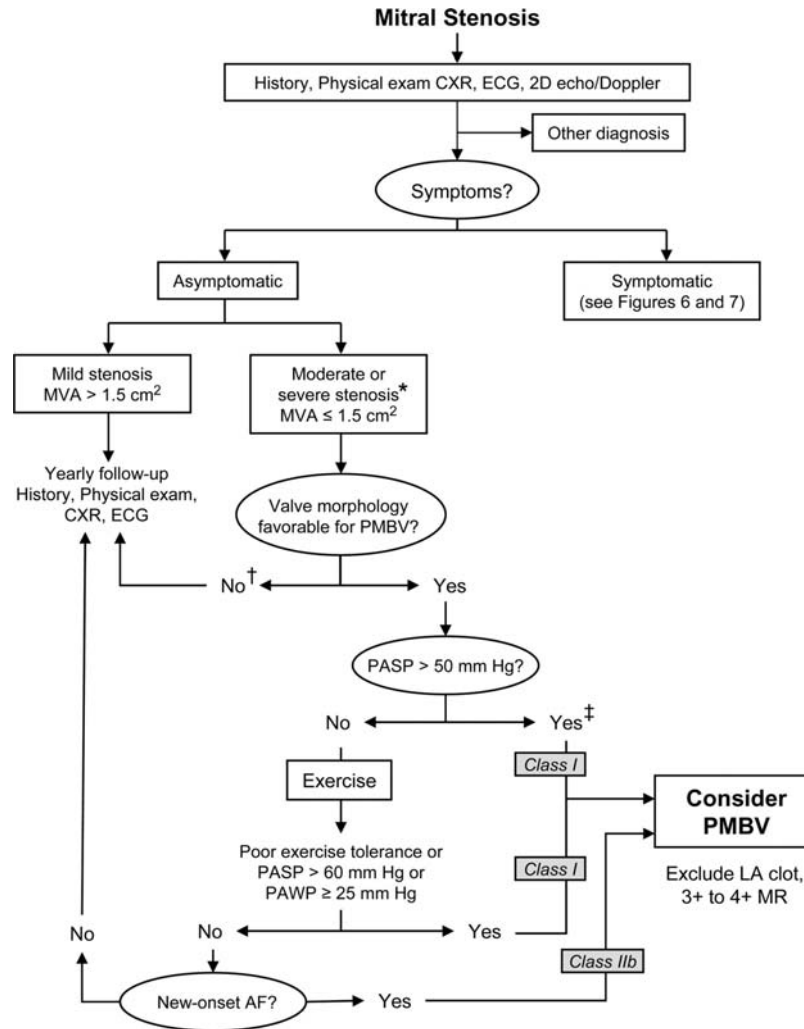 Mitral Stenosis
History, Physical exam CXR, ECG, 2D echo/Doppler
Other diagnosis
Symptoms?
Asymptomatic
Symptomatic
(see Figures 6 and 7)
Mild stenosis
MVA > 1.5 cm²
Moderate or
severe stenosis*
MVA ≤ 1.5 cm²
Yearly follow-up
History, Physical exam,
CXR, ECG
Valve morphology
favorable for PMBV?
No†
Yes
PASP > 50 mm Hg?
No
Yes‡
Class I
Exercise
Consider
PMBV
Poor exercise tolerance or
PASP > 60 mm Hg or
PAWP ≥ 25 mm Hg
Class I
Exclude LA clot,
3+ to 4+ MR
No
No
Yes
Class IIb
New-onset AF?
Yes